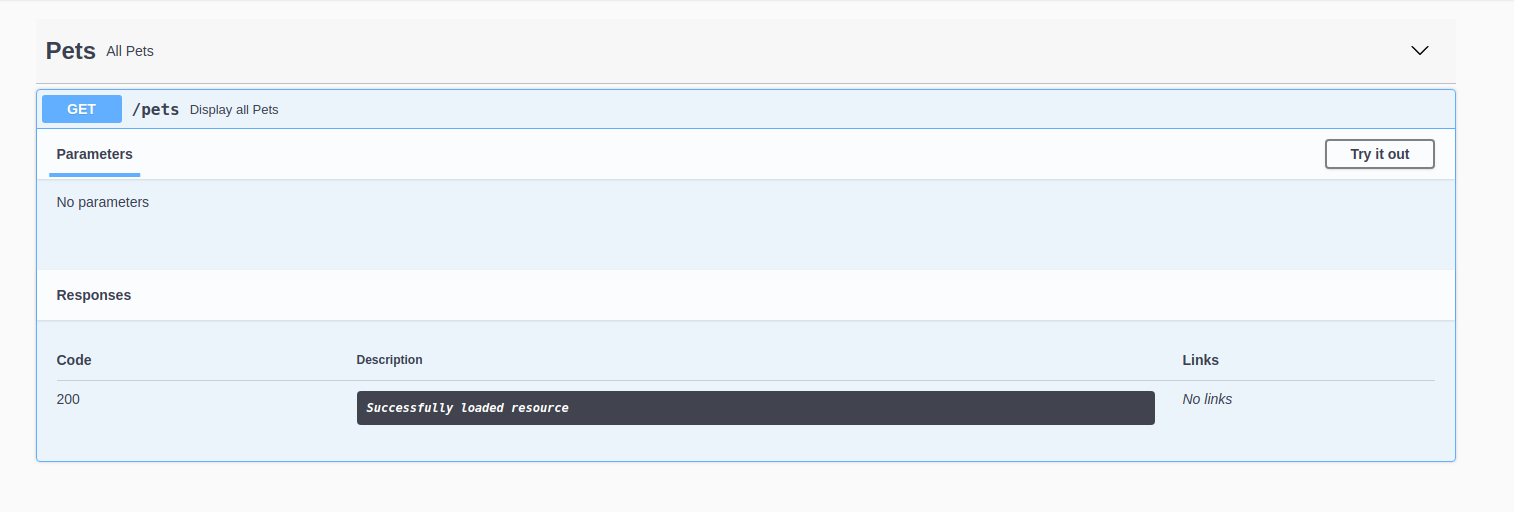 Pets All Pets
GET /pets Display all Pets
Parameters Try it out
No parameters
Responses
Code Description Links
200 Successfully loaded resource No links